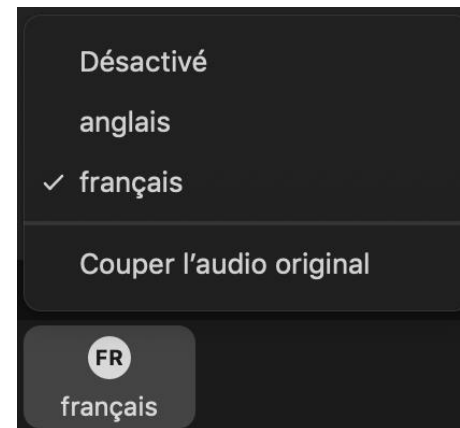 Désactivé
anglais
✓ français
Couper l’audio original
FR
français